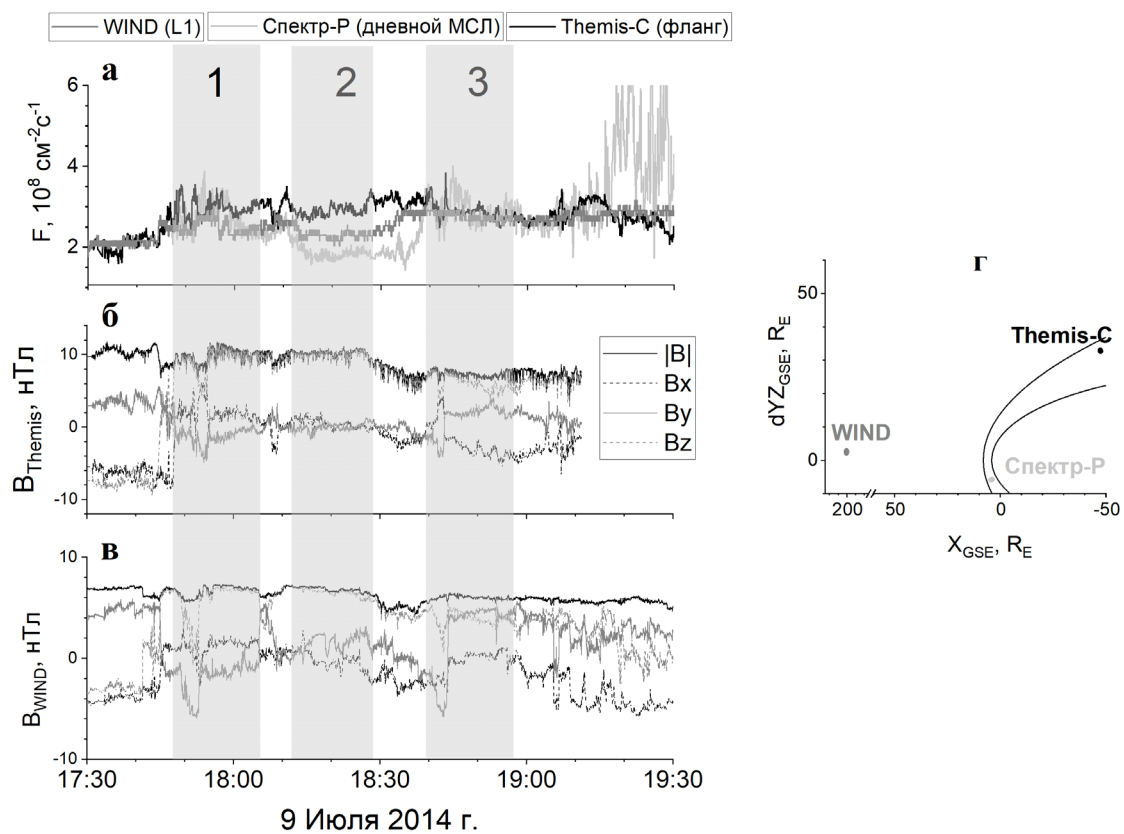 WIND (L1) Спектр-Р (дневной МСЛ) Themis-C (фланг)
а
1 2 3
6
4
2
F, 10⁸ см⁻²с⁻¹
б
10
0
-10
B_Themis, нТл
|B|
Bx
By
Bz
в
10
0
-10
B_WIND, нТл
17:30 18:00 18:30 19:00 19:30
9 Июля 2014 г.
г
50
0
dYZ_GSE, R_E
Themis-C
WIND
Спектр-Р
200 50 0 -50
X_GSE, R_E